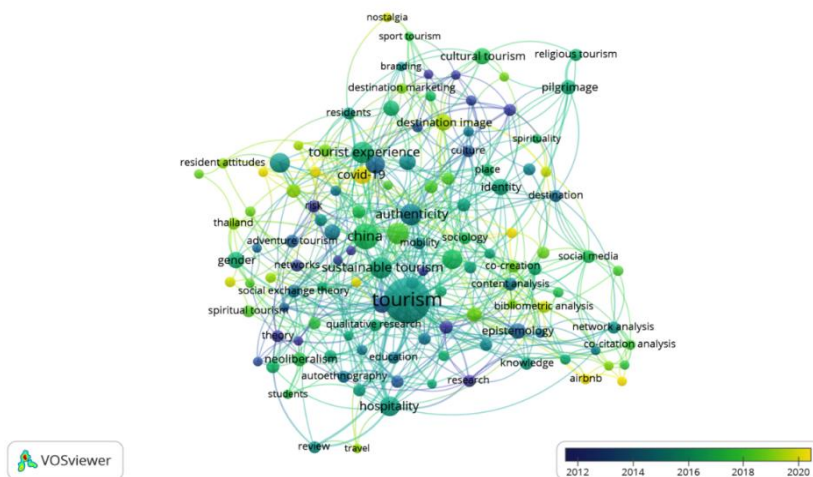 nostalgia
sport tourism
cultural tourism
religious tourism
branding
destination marketing
pilgrimage
residents
destination image
spirituality
tourist experience
culture
resident attitudes
covid-19
place
identity
destination
risk
authenticity
thailand
china
sociology
adventure tourism
mobility
gender
social media
networks
sustainable tourism
co-creation
content analysis
social exchange theory
tourism
bibliometric analysis
spiritual tourism
qualitative research
epistemology
network analysis
theory
co-citation analysis
neoliberalism
education
knowledge
autoethnography
research
airbnb
students
hospitality
review
travel
VOSviewer
2012 2014 2016 2018 2020